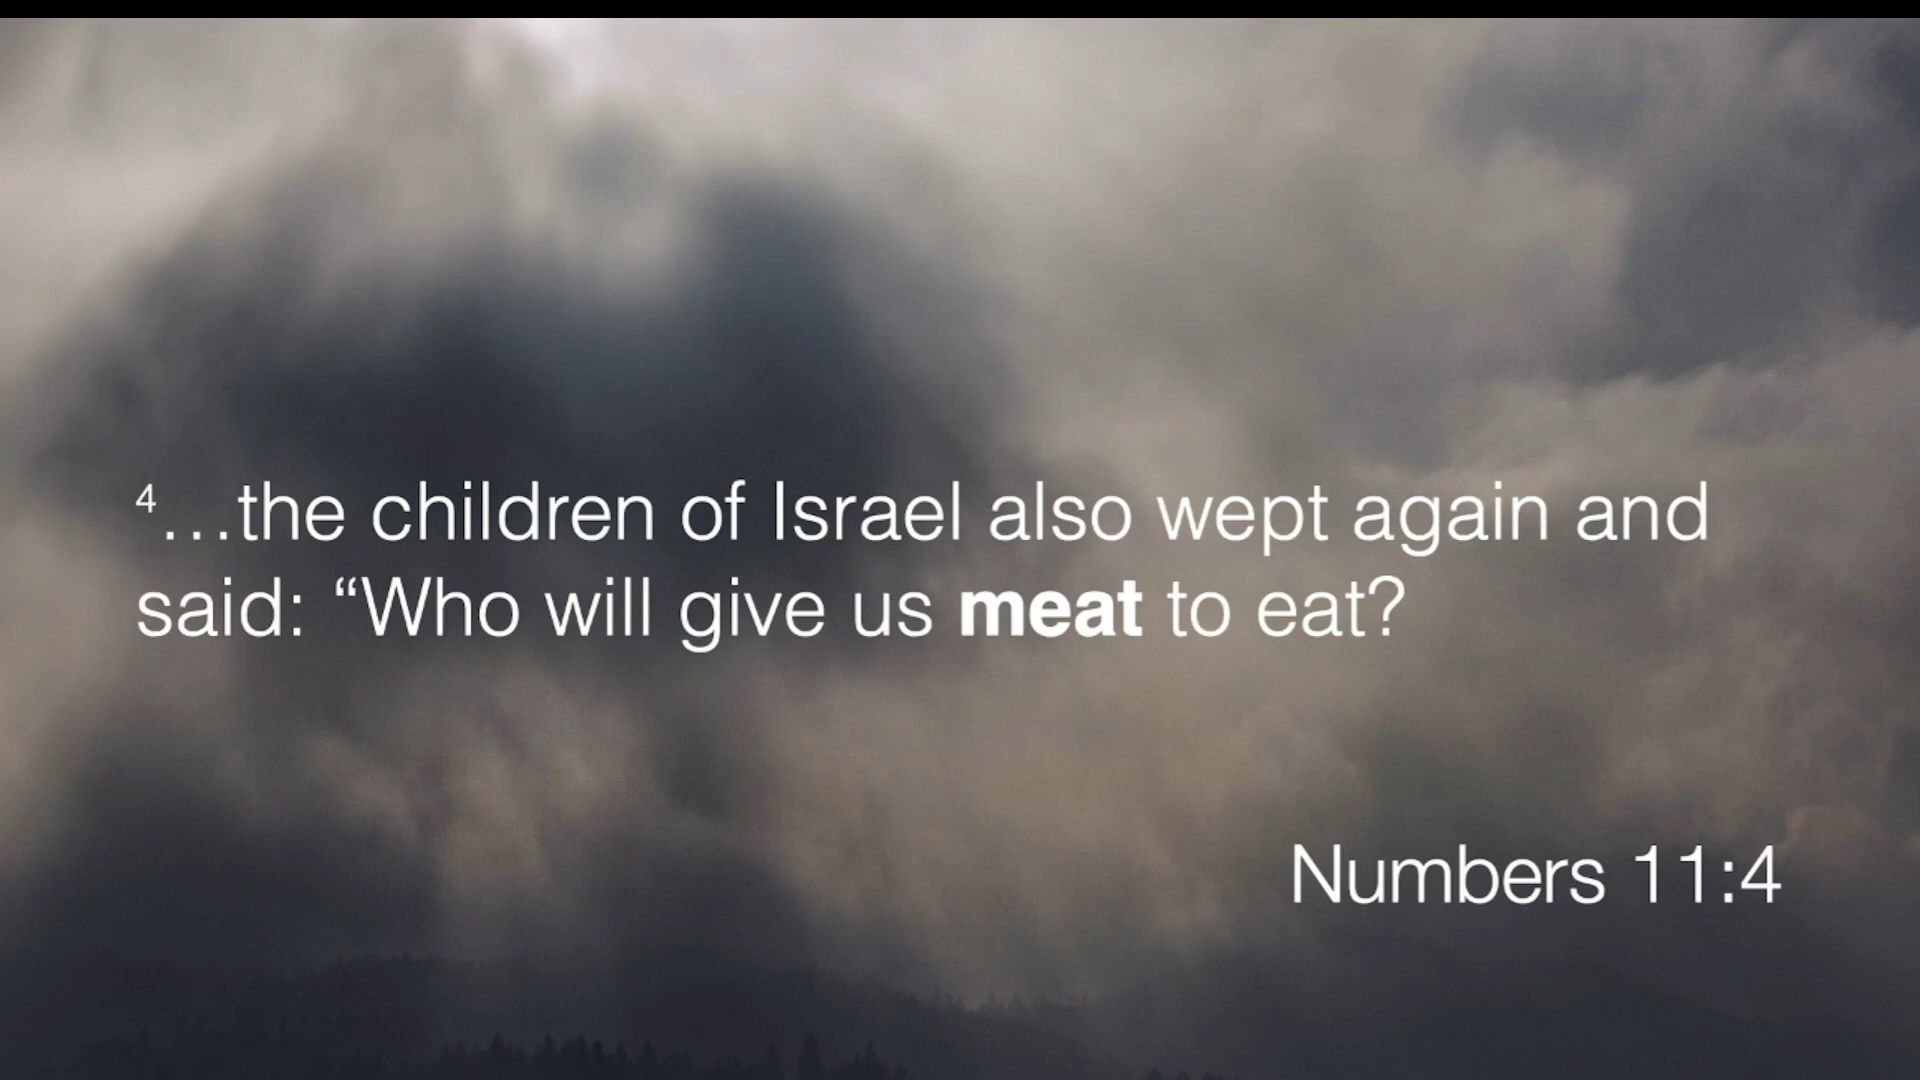 4…the children of Israel also wept again and
said: “Who will give us meat to eat?
Numbers 11:4